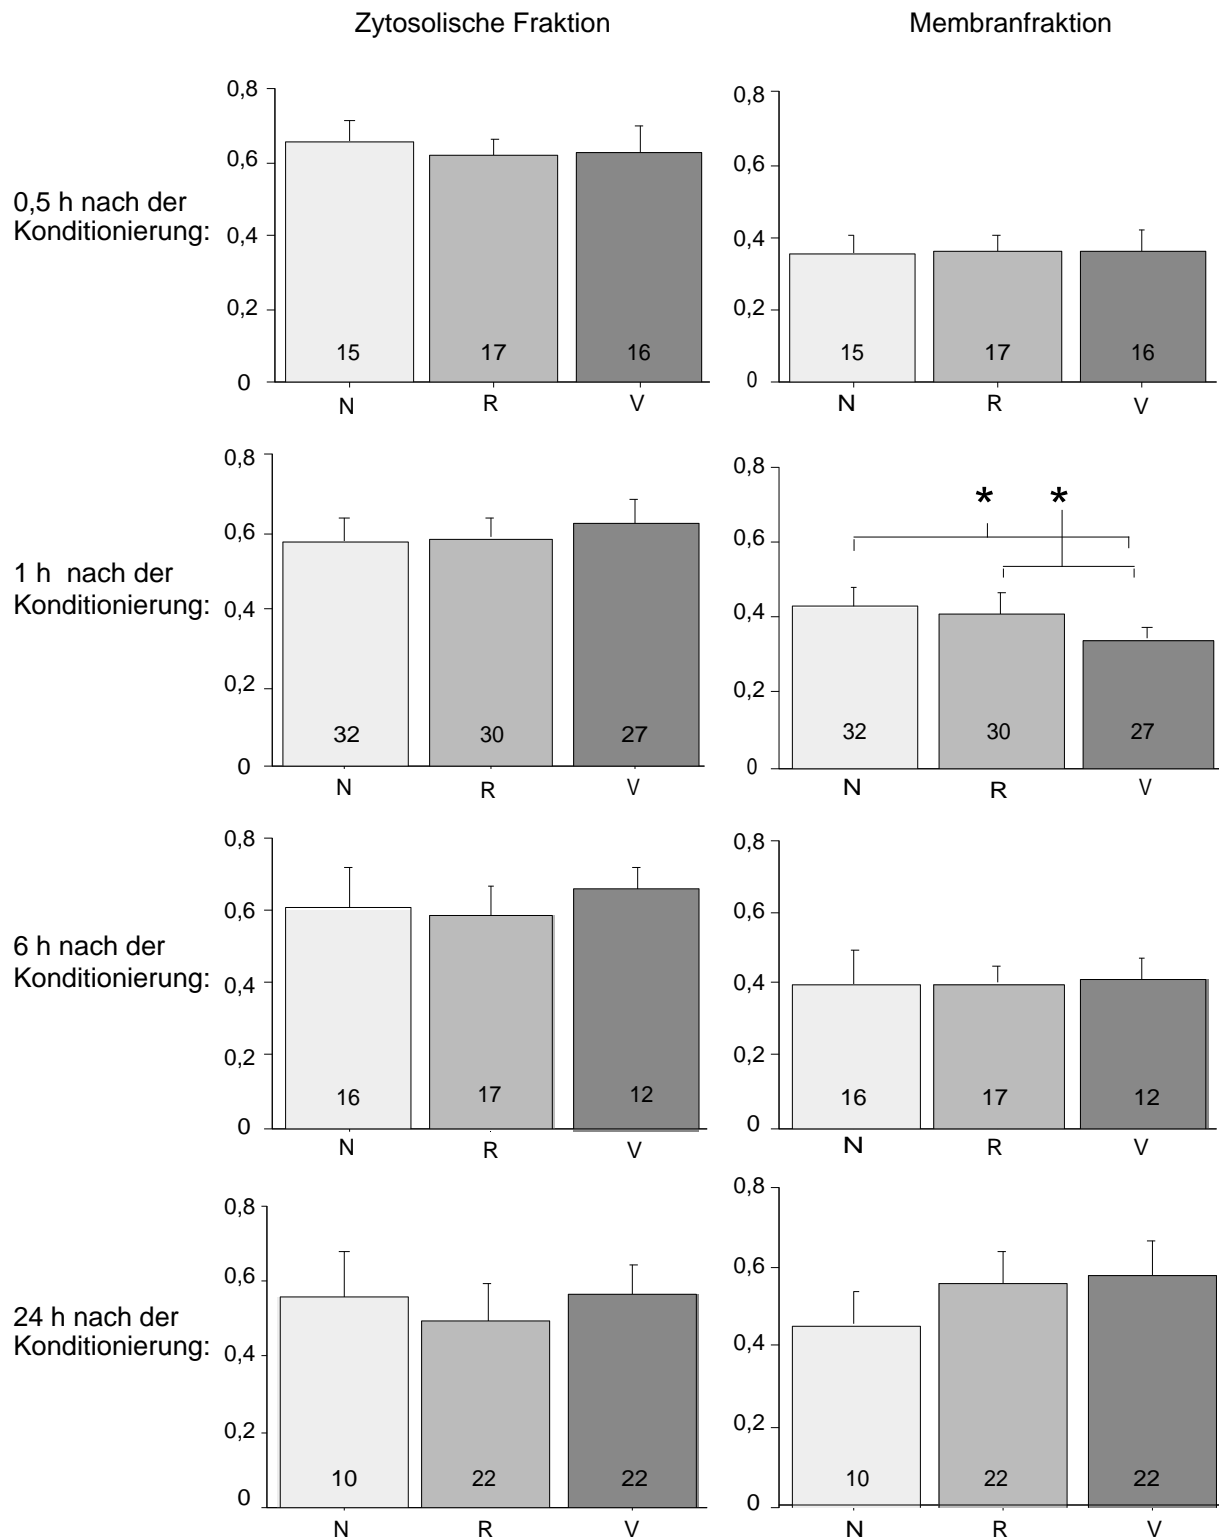 Zytosolische Fraktion Membranfraktion
0,5 h nach der
Konditionierung:
0,8
0,6
0,4
0,2
0
15 17 16
N R V
0,8
0,6
0,4
0,2
0
15 17 16
N R V
1 h nach der
Konditionierung:
0,8
0,6
0,4
0,2
0
32 30 27
N R V
0,8
0,6
0,4
0,2
0
* *
32 30 27
N R V
6 h nach der
Konditionierung:
0,8
0,6
0,4
0,2
0
16 17 12
N R V
0,8
0,6
0,4
0,2
0
16 17 12
N R V
24 h nach der
Konditionierung:
0,8
0,6
0,4
0,2
0
10 22 22
N R V
0,8
0,6
0,4
0,2
0
10 22 22
N R V